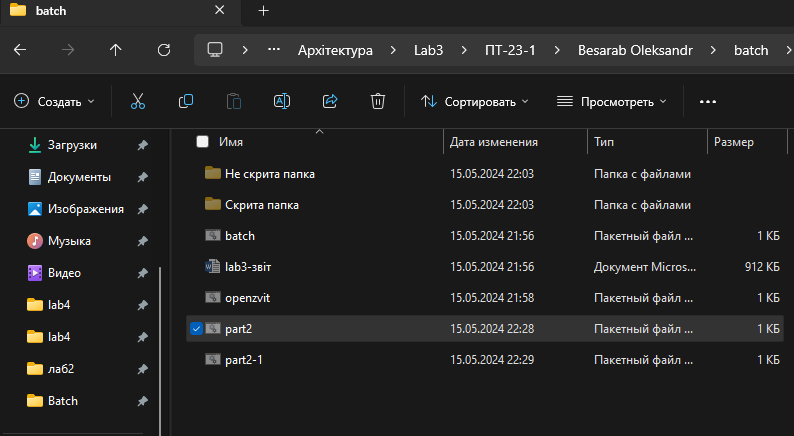 batch
Архітектура Lab3 ПТ-23-1 Besarab Oleksandr batch
Создать Сортировать Просмотреть
Имя Дата изменения Тип Размер
Загрузки
Документы
Изображения
Музыка
Видео
lab4
lab4
лаб2
Batch
Не скрита папка 15.05.2024 22:03 Папка с файлами
Скрита папка 15.05.2024 22:03 Папка с файлами
batch 15.05.2024 21:56 Пакетный файл ... 1 КБ
lab3-звіт 15.05.2024 21:56 Документ Micros... 912 КБ
openzvit 15.05.2024 21:58 Пакетный файл ... 1 КБ
part2 15.05.2024 22:28 Пакетный файл ... 1 КБ
part2-1 15.05.2024 22:29 Пакетный файл ... 1 КБ